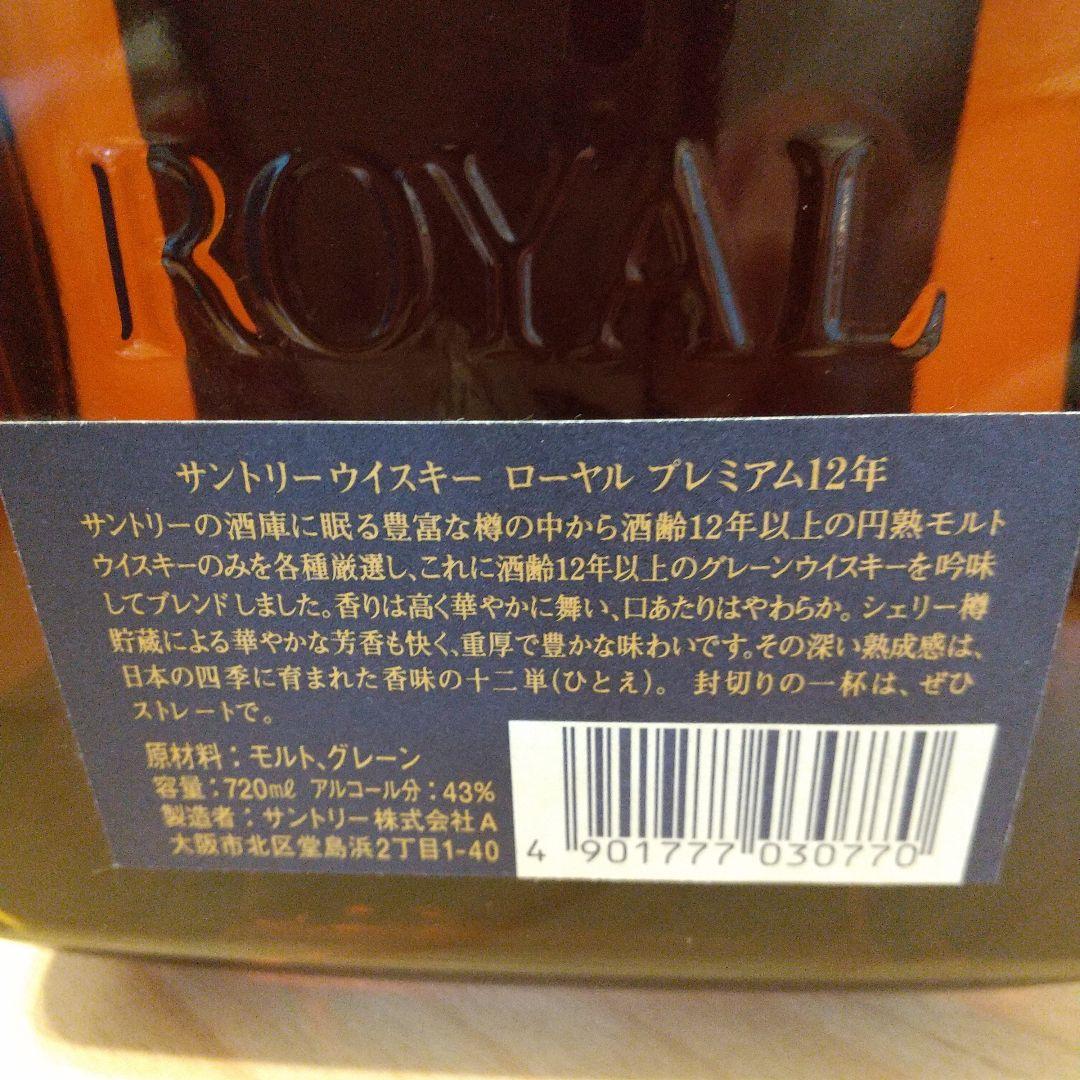 ROYAL
サントリーウイスキー ローヤル プレミアム12年
サントリーの酒庫に眠る豊富な樽の中から酒齢12年以上の円熟モルト
ウイスキーのみを各種厳選し、これに酒齢12年以上のグレーンウイスキーを吟味
してブレンドしました。香りは高く華やかに舞い、口あたりはやわらか。シェリー樽
貯蔵による華やかな芳香も快く、重厚で豊かな味わいです。その深い熟成感は、
日本の四季に育まれた香味の十二単(ひとえ)。 封切りの一杯は、ぜひ
ストレートで。
原材料：モルト、グレーン
容量：720mℓ アルコール分：43%
製造者：サントリー株式会社A
大阪市北区堂島浜2丁目1-40
4 901777 030770